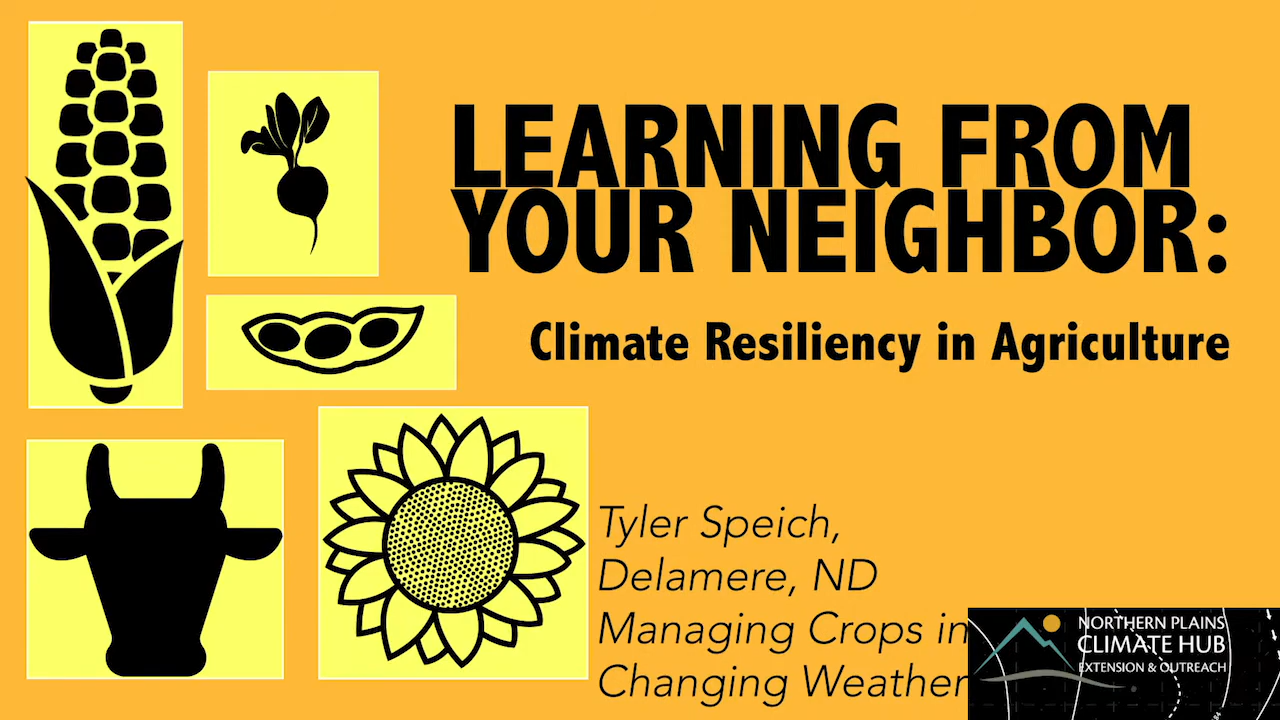 LEARNING FROM
YOUR NEIGHBOR:
Climate Resiliency in Agriculture
Tyler Speich,
Delamere, ND
Managing Crops in
Changing Weather
NORTHERN PLAINS
CLIMATE HUB
EXTENSION & OUTREACH